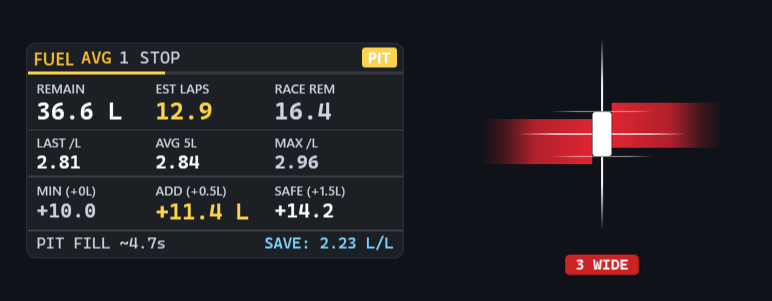 FUEL AVG 1 STOP PIT
REMAIN EST LAPS RACE REM
36.6 L 12.9 16.4
LAST /L AVG 5L MAX /L
2.81 2.84 2.96
MIN (+0L) ADD (+0.5L) SAFE (+1.5L)
+10.0 +11.4 L +14.2
PIT FILL ~4.7s SAVE: 2.23 L/L
3 WIDE